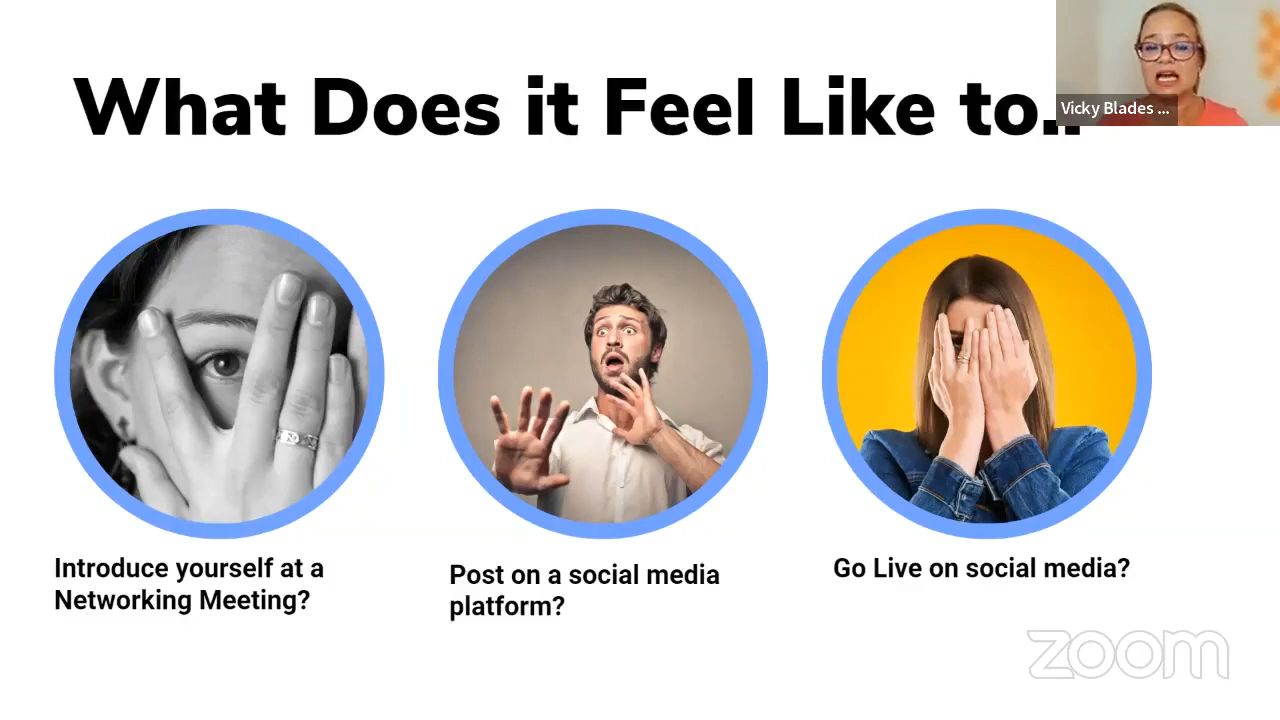 What Does it Feel Like to...
Vicky Blades ...
Introduce yourself at a
Networking Meeting?
Post on a social media
platform?
Go Live on social media?
zoom